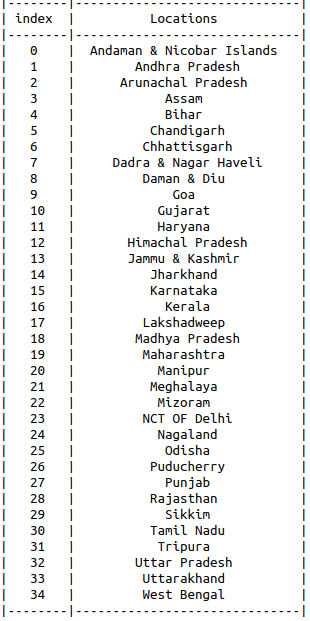 |--------|------------------------------|
| index | Locations |
|--------|------------------------------|
| 0 | Andaman & Nicobar Islands |
| 1 | Andhra Pradesh |
| 2 | Arunachal Pradesh |
| 3 | Assam |
| 4 | Bihar |
| 5 | Chandigarh |
| 6 | Chhattisgarh |
| 7 | Dadra & Nagar Haveli |
| 8 | Daman & Diu |
| 9 | Goa |
| 10 | Gujarat |
| 11 | Haryana |
| 12 | Himachal Pradesh |
| 13 | Jammu & Kashmir |
| 14 | Jharkhand |
| 15 | Karnataka |
| 16 | Kerala |
| 17 | Lakshadweep |
| 18 | Madhya Pradesh |
| 19 | Maharashtra |
| 20 | Manipur |
| 21 | Meghalaya |
| 22 | Mizoram |
| 23 | NCT OF Delhi |
| 24 | Nagaland |
| 25 | Odisha |
| 26 | Puducherry |
| 27 | Punjab |
| 28 | Rajasthan |
| 29 | Sikkim |
| 30 | Tamil Nadu |
| 31 | Tripura |
| 32 | Uttar Pradesh |
| 33 | Uttarakhand |
| 34 | West Bengal |
|--------|------------------------------|